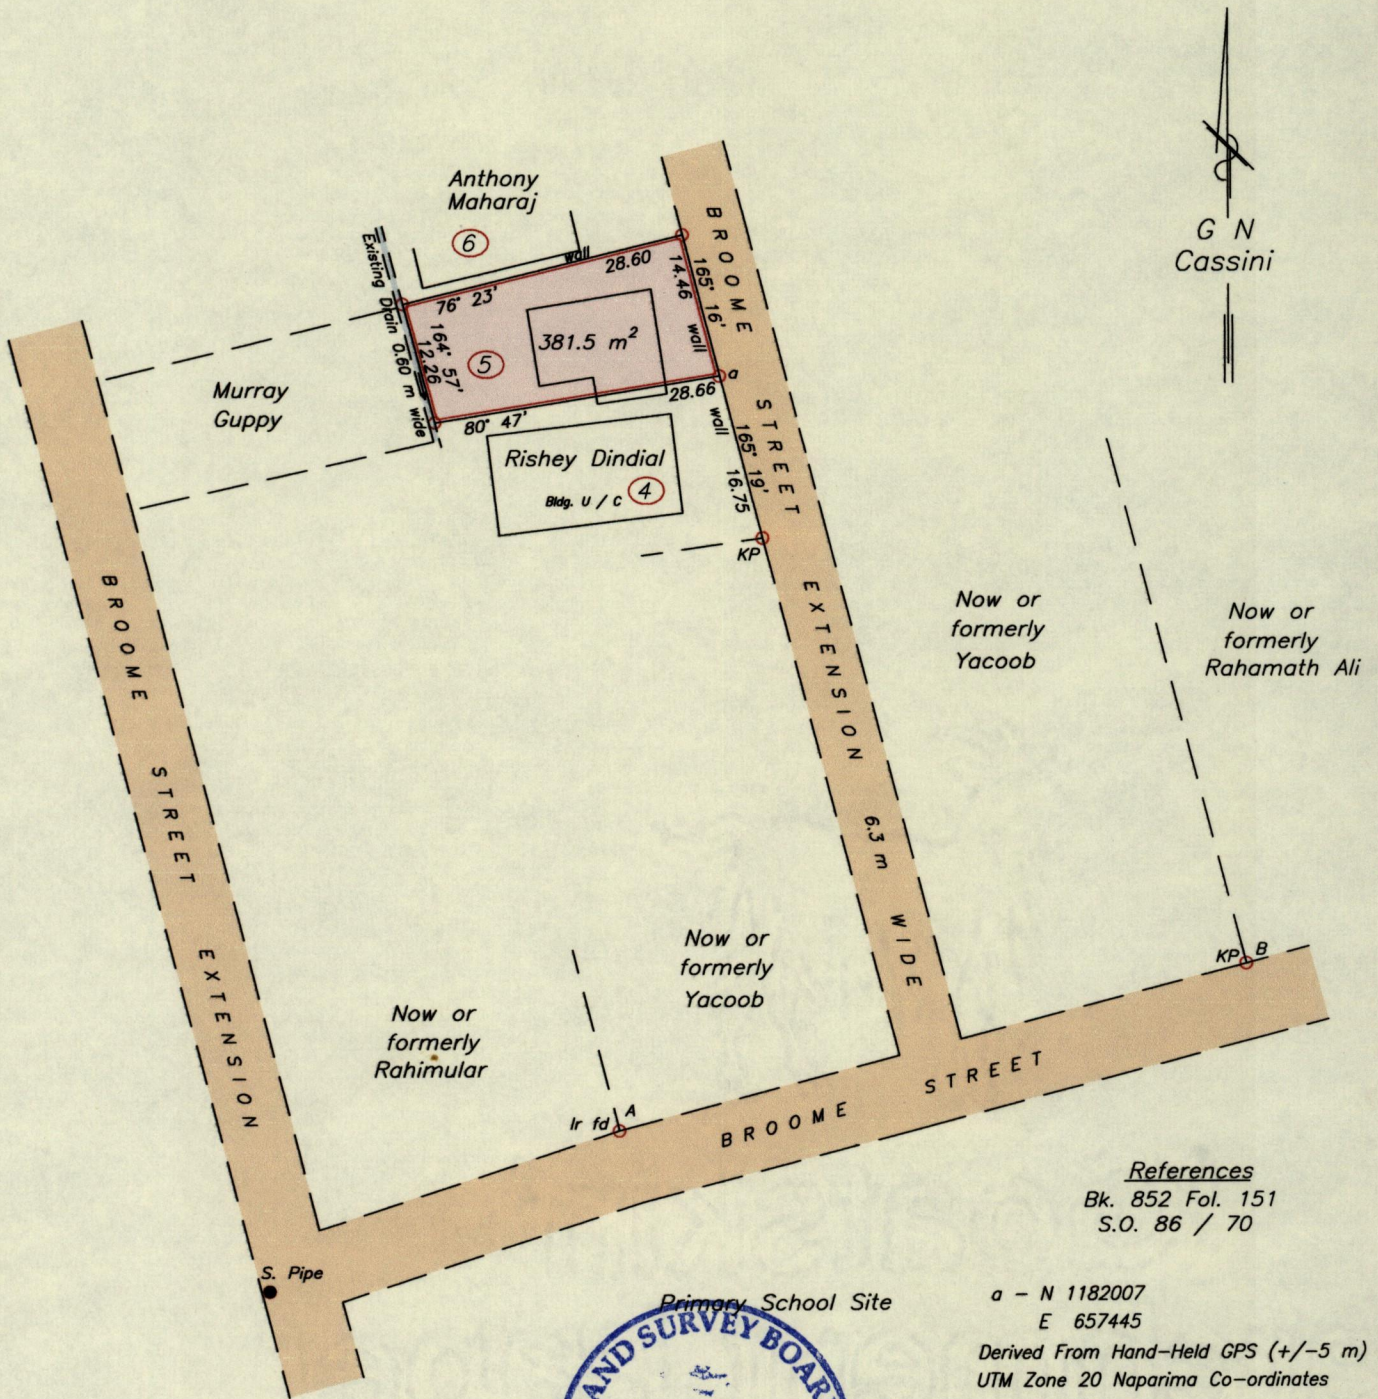 G N
Cassini
Anthony
Maharaj
6
Existing Drain 0.60 m wide
wall
28.60
76° 23'
14.46
165° 16'
wall
164° 57'
12.26
5
381.5 m²
a
28.66
80° 47'
Murray
Guppy
Rishey Dindial
Bldg. U / C
4
wall
165° 19'
16.75
KP
BROOME STREET EXTENSION 6.3 m WIDE
BROOME STREET EXTENSION
Now or
formerly
Yacoob
Now or
formerly
Rahamath Ali
Now or
formerly
Yacoob
Now or
formerly
Rahimular
KP B
Ir fd A
BROOME STREET
S. Pipe
References
Bk. 852 Fol. 151
S.O. 86 / 70
Primary School Site
LAND SURVEY BOARD
a - N 1182007
E 657445
Derived From Hand-Held GPS (+/-5 m)
UTM Zone 20 Naparima Co-ordinates